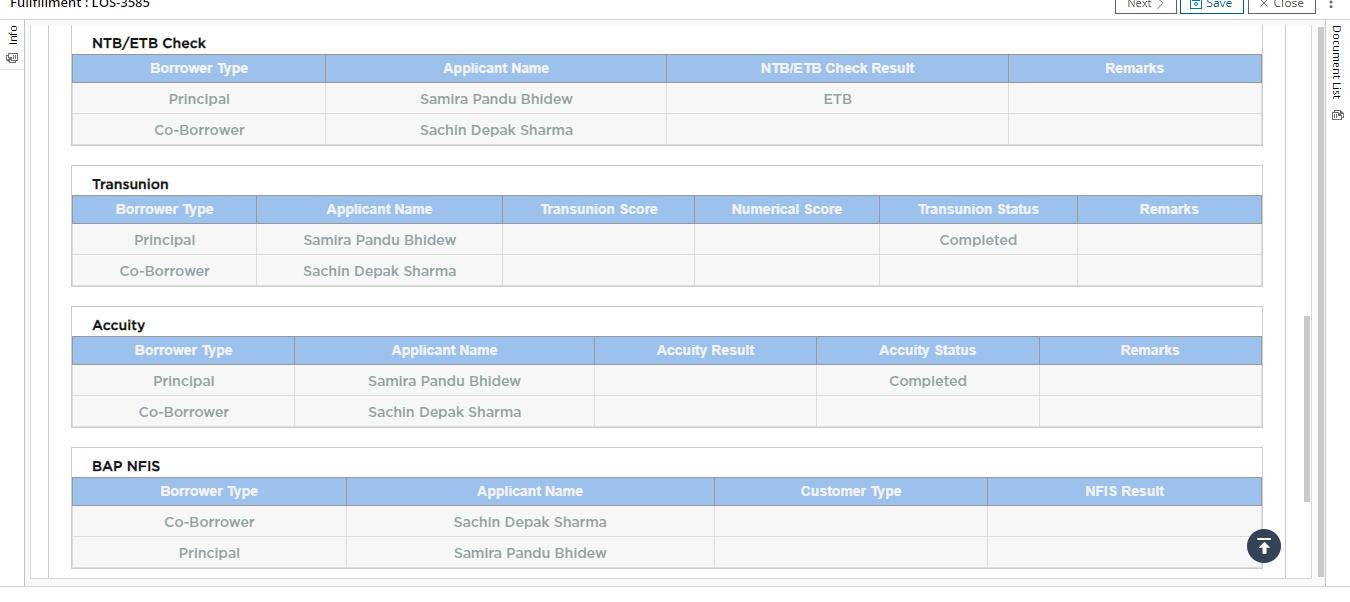 Fullfillment : LOS-3585
Next Save Close
Info
Document List
NTB/ETB Check
Borrower Type Applicant Name NTB/ETB Check Result Remarks
Principal Samira Pandu Bhidew ETB
Co-Borrower Sachin Depak Sharma
Transunion
Borrower Type Applicant Name Transunion Score Numerical Score Transunion Status Remarks
Principal Samira Pandu Bhidew Completed
Co-Borrower Sachin Depak Sharma
Accuity
Borrower Type Applicant Name Accuity Result Accuity Status Remarks
Principal Samira Pandu Bhidew Completed
Co-Borrower Sachin Depak Sharma
BAP NFIS
Borrower Type Applicant Name Customer Type NFIS Result
Co-Borrower Sachin Depak Sharma
Principal Samira Pandu Bhidew